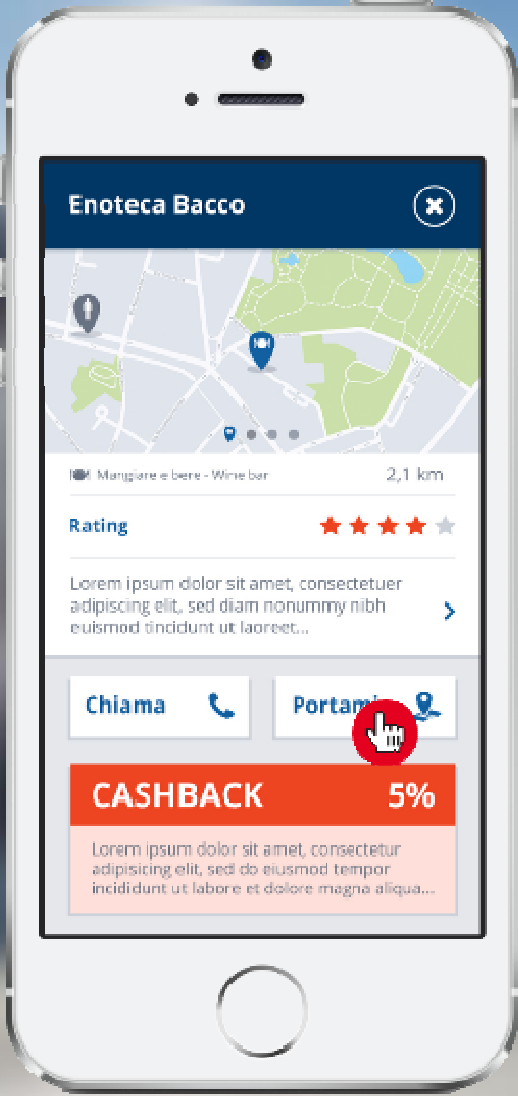 Enoteca Bacco
Mangiare e bere - Wine bar 2,1 km
Rating
Lorem ipsum dolor sit amet, consectetuer
adipiscing elit, sed diam nonummy nibh
euismod tincidunt ut laoreet...
Chiama
CASHBACK 5%
Lorem ipsum dolor sit amet, consectetur
adipisicing elit, sed do eiusmod tempor
incididunt ut labore et dolore magna aliqua...